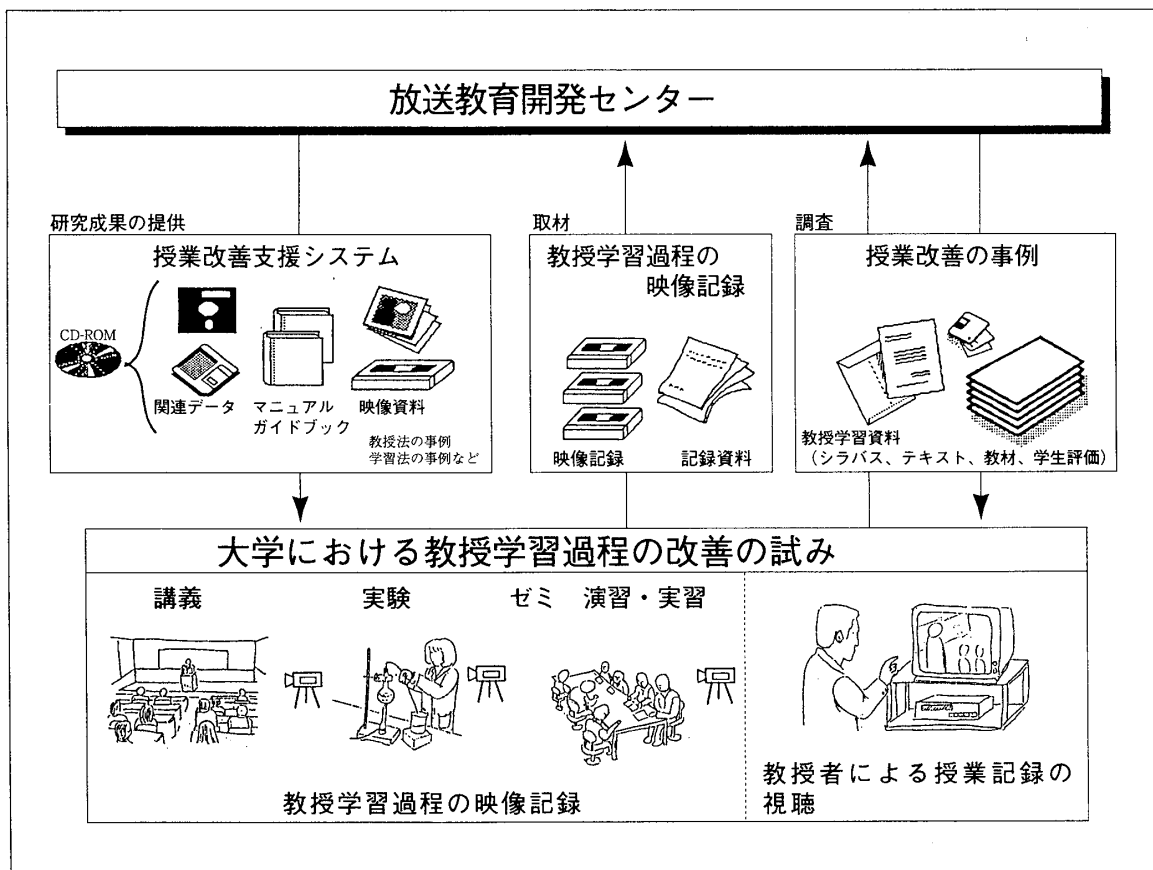 放送教育開発センター
研究成果の提供
授業改善支援システム
CD-ROM
関連データ
マニュアル
ガイドブック
映像資料
教授法の事例
学習法の事例など
取材
教授学習過程の
映像記録
映像記録
記録資料
調査
授業改善の事例
教授学習資料
（シラバス、テキスト、教材、学生評価）
大学における教授学習過程の改善の試み
講義
実験
ゼミ 演習・実習
教授学習過程の映像記録
教授者による授業記録の
視聴